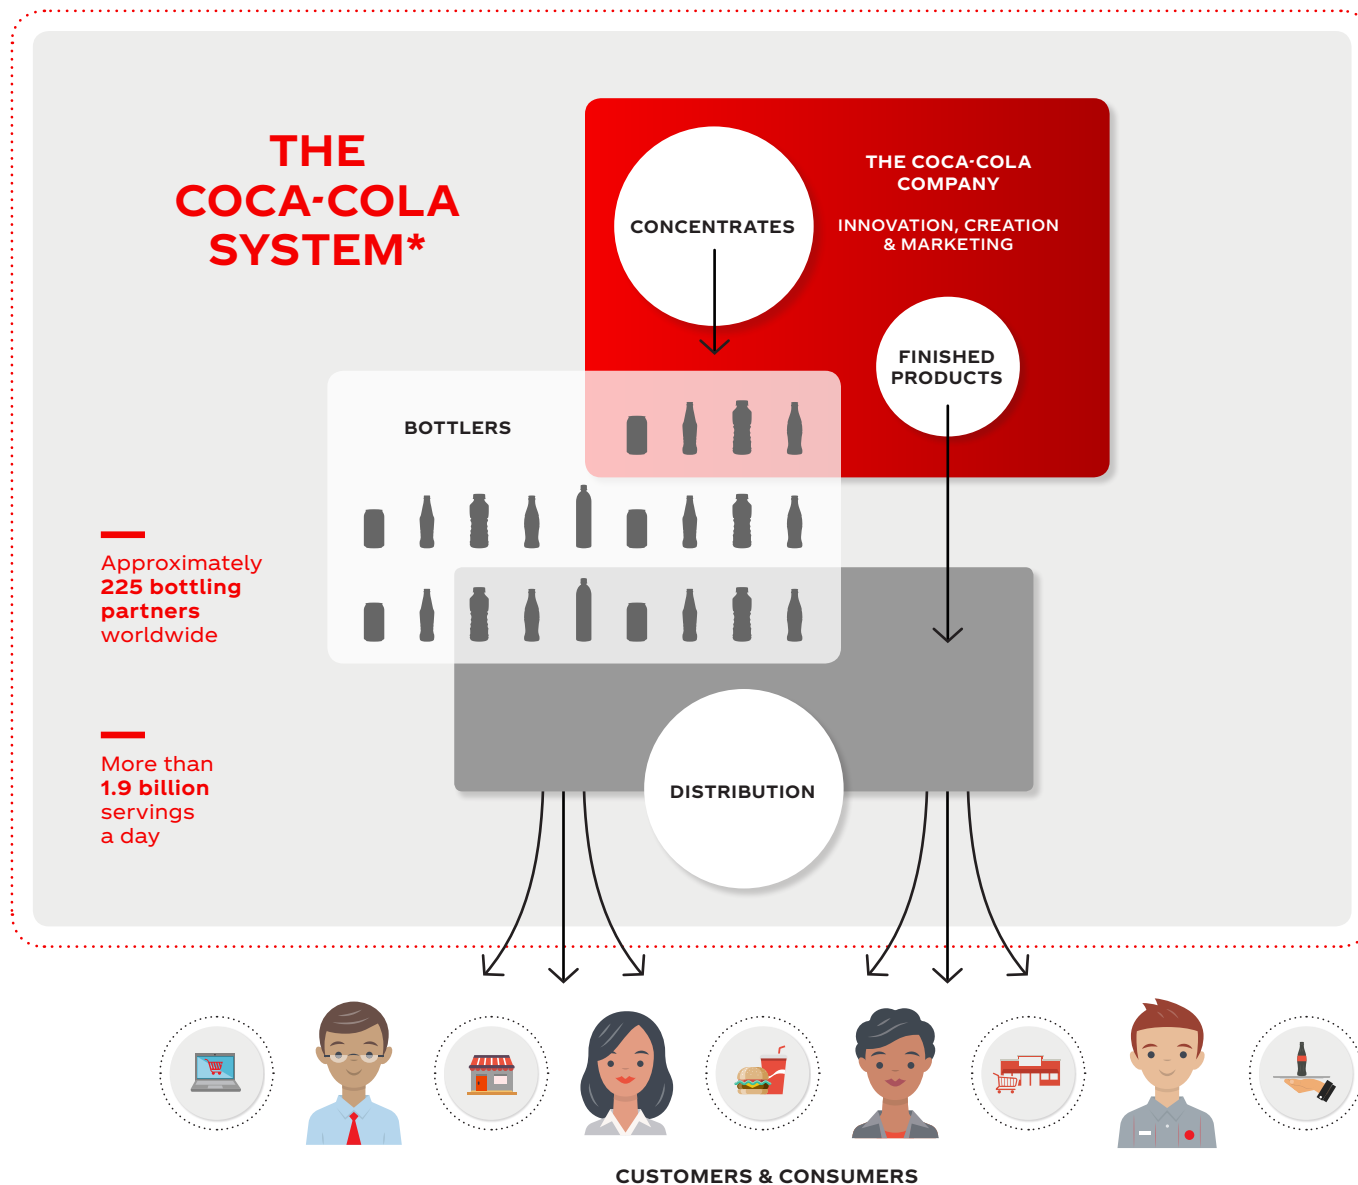 THE
COCA-COLA
SYSTEM*
CONCENTRATES
THE COCA-COLA
COMPANY
INNOVATION, CREATION
& MARKETING
FINISHED
PRODUCTS
BOTTLERS
Approximately
225 bottling
partners
worldwide
More than
1.9 billion
servings
a day
DISTRIBUTION
CUSTOMERS & CONSUMERS